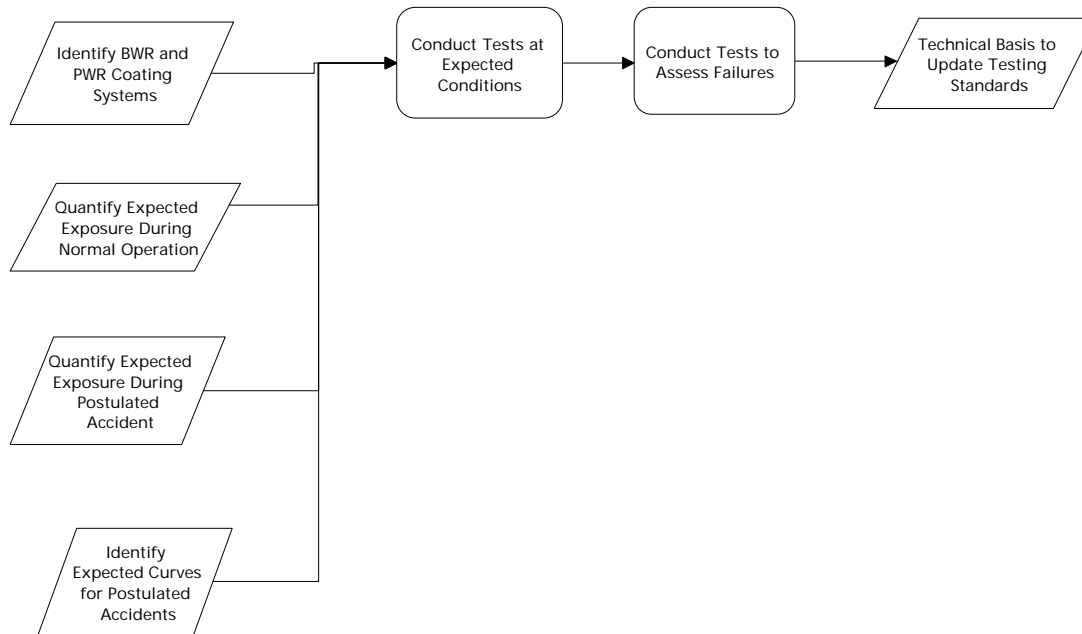 Identify BWR and
PWR Coating
Systems
Conduct Tests at
Expected
Conditions
Conduct Tests to
Assess Failures
Technical Basis to
Update Testing
Standards
Quantify Expected
Exposure During
Normal Operation
Quantify Expected
Exposure During
Postulated
Accident
Identify
Expected Curves
for Postulated
Accidents